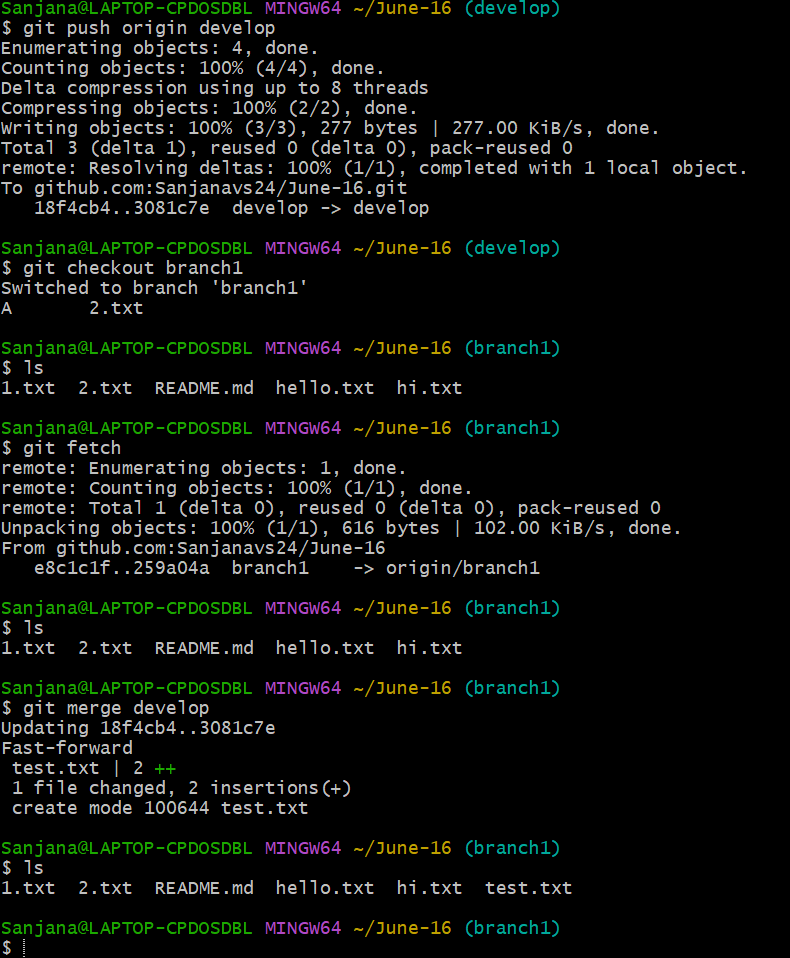 Sanjana@LAPTOP-CPDOSDBL MINGW64 ~/June-16 (develop)
$ git push origin develop
Enumerating objects: 4, done.
Counting objects: 100% (4/4), done.
Delta compression using up to 8 threads
Compressing objects: 100% (2/2), done.
Writing objects: 100% (3/3), 277 bytes | 277.00 KiB/s, done.
Total 3 (delta 1), reused 0 (delta 0), pack-reused 0
remote: Resolving deltas: 100% (1/1), completed with 1 local object.
To github.com:Sanjanavs24/June-16.git
   18f4cb4..3081c7e  develop -> develop
Sanjana@LAPTOP-CPDOSDBL MINGW64 ~/June-16 (develop)
$ git checkout branch1
Switched to branch 'branch1'
A       2.txt
Sanjana@LAPTOP-CPDOSDBL MINGW64 ~/June-16 (branch1)
$ ls
1.txt  2.txt  README.md  hello.txt  hi.txt
Sanjana@LAPTOP-CPDOSDBL MINGW64 ~/June-16 (branch1)
$ git fetch
remote: Enumerating objects: 1, done.
remote: Counting objects: 100% (1/1), done.
remote: Total 1 (delta 0), reused 0 (delta 0), pack-reused 0
Unpacking objects: 100% (1/1), 616 bytes | 102.00 KiB/s, done.
From github.com:Sanjanavs24/June-16
   e8c1c1f..259a04a  branch1    -> origin/branch1
Sanjana@LAPTOP-CPDOSDBL MINGW64 ~/June-16 (branch1)
$ ls
1.txt  2.txt  README.md  hello.txt  hi.txt
Sanjana@LAPTOP-CPDOSDBL MINGW64 ~/June-16 (branch1)
$ git merge develop
Updating 18f4cb4..3081c7e
Fast-forward
 test.txt | 2 ++
 1 file changed, 2 insertions(+)
 create mode 100644 test.txt
Sanjana@LAPTOP-CPDOSDBL MINGW64 ~/June-16 (branch1)
$ ls
1.txt  2.txt  README.md  hello.txt  hi.txt  test.txt
Sanjana@LAPTOP-CPDOSDBL MINGW64 ~/June-16 (branch1)
$